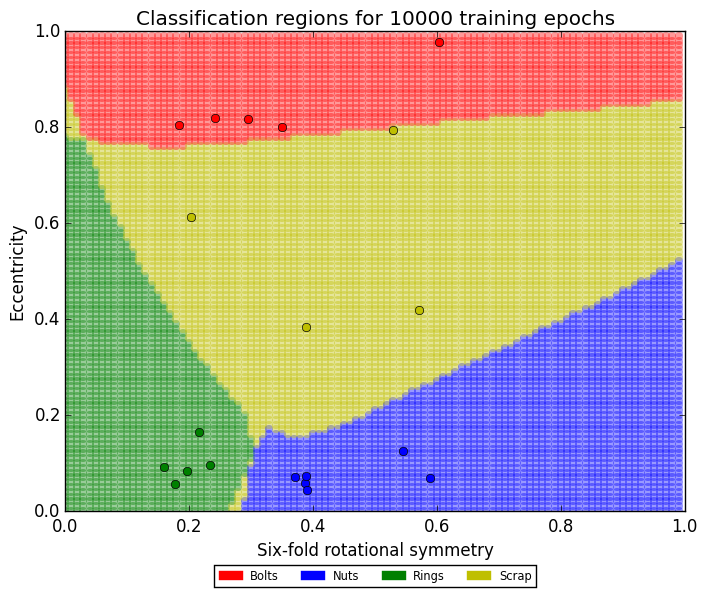 Classification regions for 10000 training epochs
1.0
0.8
0.6
0.4
0.2
0.0
Eccentricity
0.0 0.2 0.4 0.6 0.8 1.0
Six-fold rotational symmetry
Bolts Nuts Rings Scrap